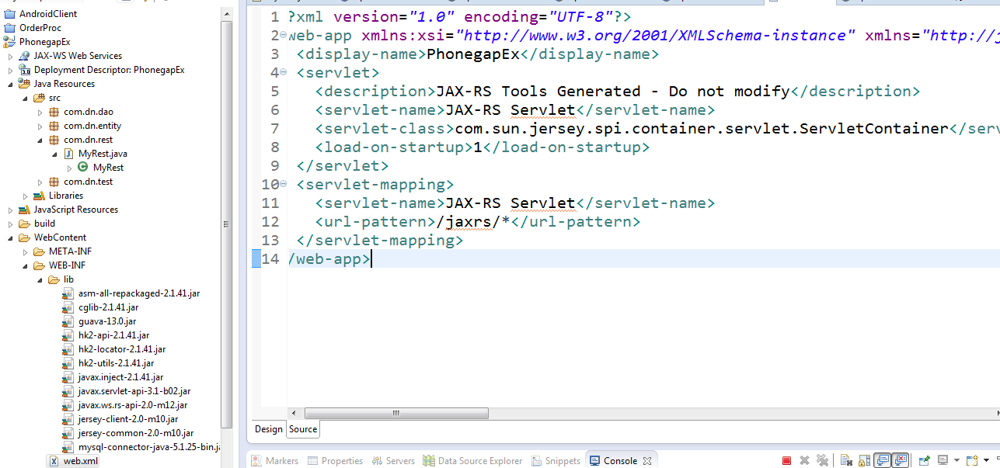 AndroidClient
OrderProc
PhonegapEx
JAX-WS Web Services
Deployment Descriptor: PhonegapEx
Java Resources
src
com.dn.dao
com.dn.entity
com.dn.rest
MyRest.java
MyRest
com.dn.test
Libraries
JavaScript Resources
build
WebContent
META-INF
WEB-INF
lib
asm-all-repackaged-2.1.41.jar
cglib-2.1.41.jar
guava-13.0.jar
hk2-api-2.1.41.jar
hk2-locator-2.1.41.jar
hk2-utils-2.1.41.jar
javax.inject-2.1.41.jar
javax.servlet-api-3.1-b02.jar
javax.ws.rs-api-2.0-m12.jar
jersey-client-2.0-m10.jar
jersey-common-2.0-m10.jar
mysql-connector-java-5.1.25-bin.ja
web.xml
1 ?xml version="1.0" encoding="UTF-8"?>
2 web-app xmlns:xsi="http://www.w3.org/2001/XMLSchema-instance" xmlns="http://j
3 <display-name>PhonegapEx</display-name>
4 <servlet>
5 <description>JAX-RS Tools Generated - Do not modify</description>
6 <servlet-name>JAX-RS Servlet</servlet-name>
7 <servlet-class>com.sun.jersey.spi.container.servlet.ServletContainer</serv
8 <load-on-startup>1</load-on-startup>
9 </servlet>
10 <servlet-mapping>
11 <servlet-name>JAX-RS Servlet</servlet-name>
12 <url-pattern>/jaxrs/*</url-pattern>
13 </servlet-mapping>
14 /web-app>
Design Source
Markers Properties Servers Data Source Explorer Snippets Console